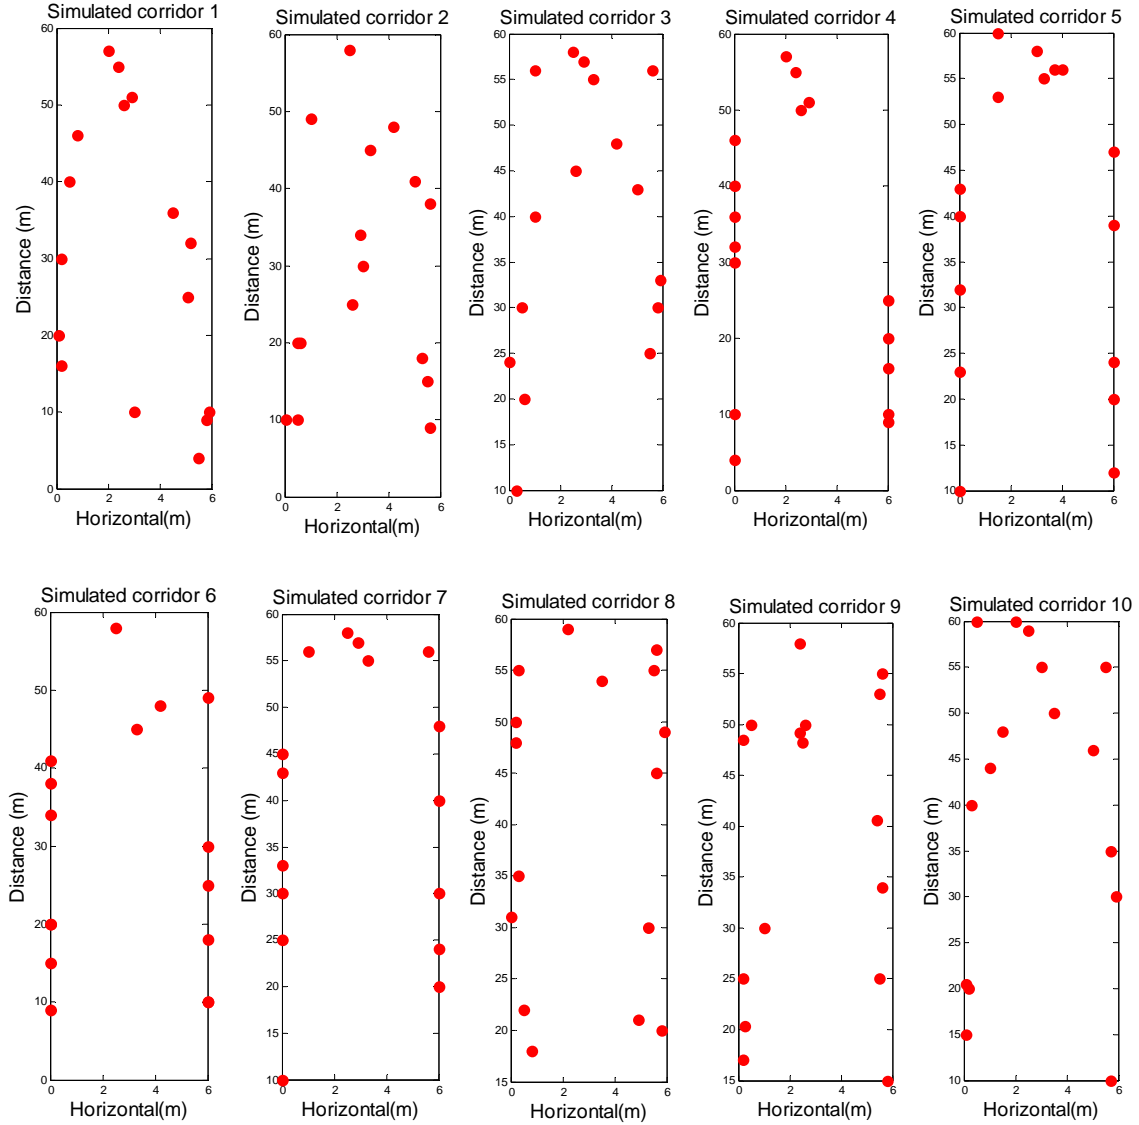 Simulated corridor 1
60
50
40
30
20
10
0
0 2 4 6
Distance (m)
Horizontal(m)
Simulated corridor 2
60
50
40
30
20
10
0
0 2 4 6
Distance (m)
Horizontal(m)
Simulated corridor 3
60
55
50
45
40
35
30
25
20
15
10
0 2 4 6
Distance (m)
Horizontal(m)
Simulated corridor 4
60
50
40
30
20
10
0
0 2 4 6
Distance (m)
Horizontal(m)
Simulated corridor 5
60
55
50
45
40
35
30
25
20
15
10
0 2 4 6
Distance (m)
Horizontal(m)
Simulated corridor 6
60
50
40
30
20
10
0
0 2 4 6
Distance (m)
Horizontal(m)
Simulated corridor 7
60
55
50
45
40
35
30
25
20
15
10
0 2 4 6
Distance (m)
Horizontal(m)
Simulated corridor 8
60
55
50
45
40
35
30
25
20
15
0 2 4 6
Distance (m)
Horizontal(m)
Simulated corridor 9
60
55
50
45
40
35
30
25
20
15
0 2 4 6
Distance (m)
Horizontal(m)
Simulated corridor 10
60
55
50
45
40
35
30
25
20
15
10
0 2 4 6
Distance (m)
Horizontal(m)